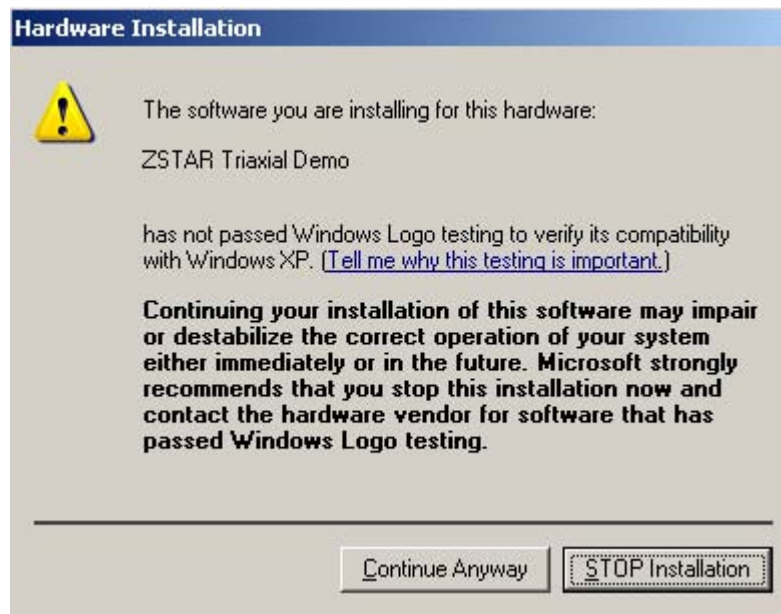 Hardware Installation
The software you are installing for this hardware:
ZSTAR Triaxial Demo
has not passed Windows Logo testing to verify its compatibility
with Windows XP. (Tell me why this testing is important.)
Continuing your installation of this software may impair
or destabilize the correct operation of your system
either immediately or in the future. Microsoft strongly
recommends that you stop this installation now and
contact the hardware vendor for software that has
passed Windows Logo testing.
Continue Anyway STOP Installation